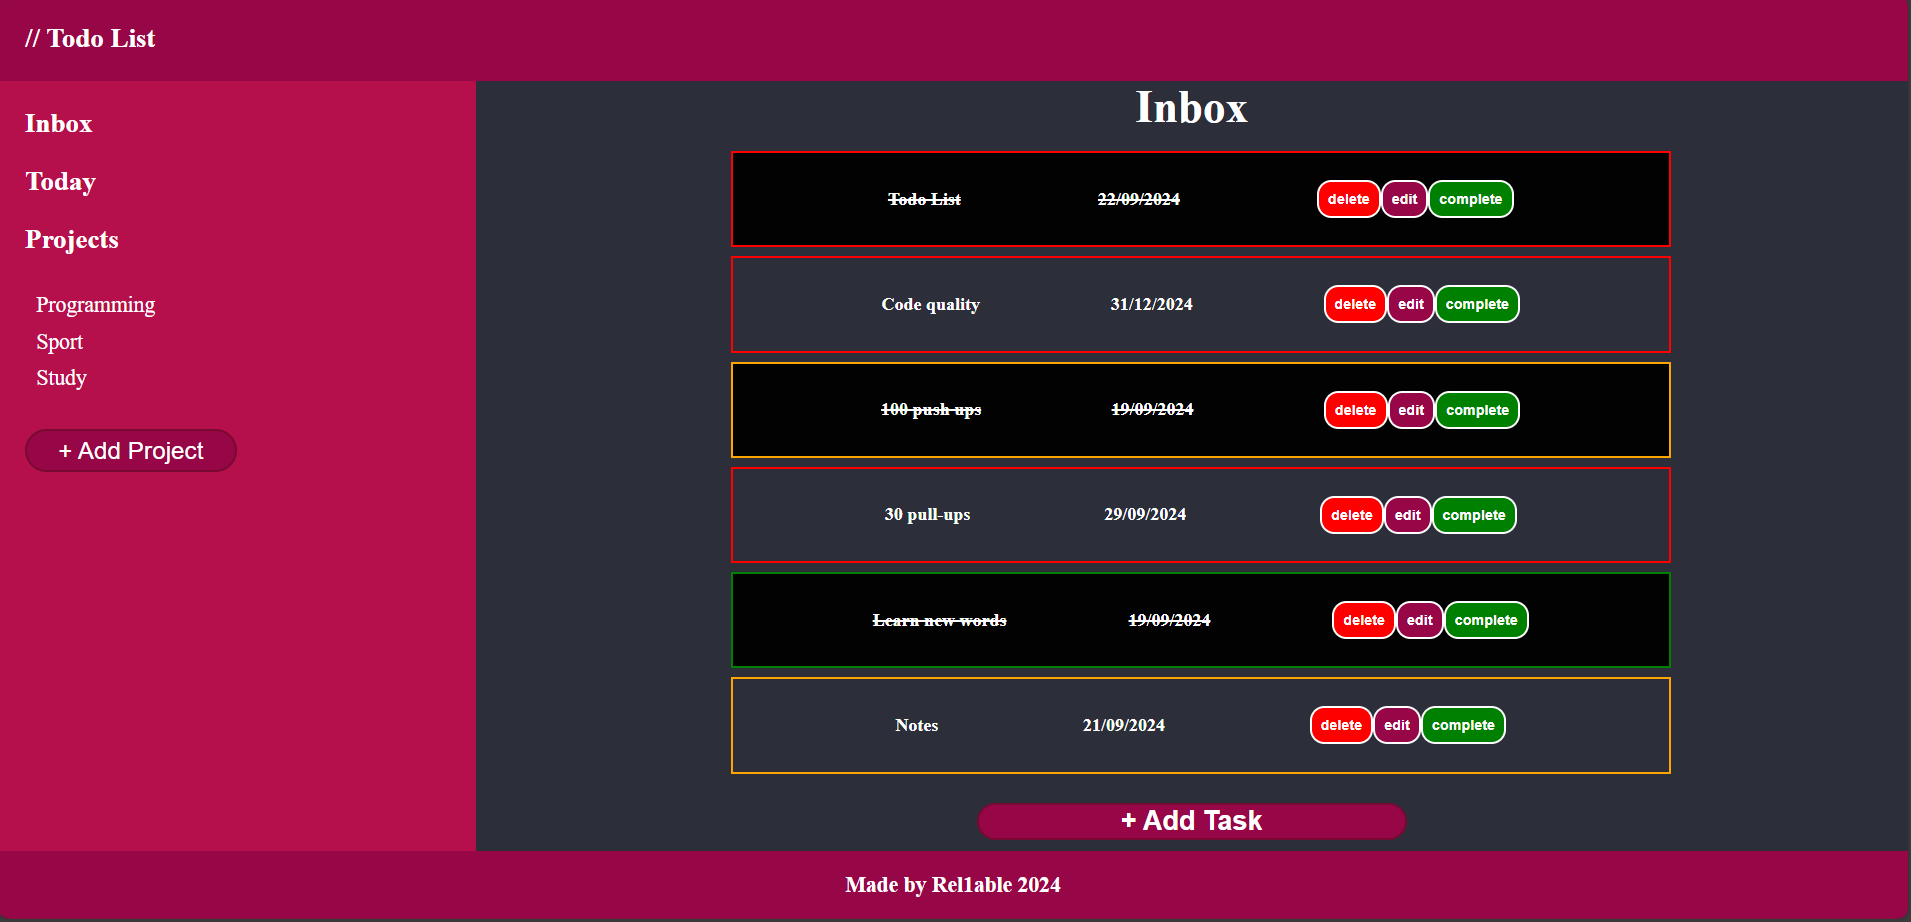 // Todo List
Inbox
Today
Projects
Programming
Sport
Study
+ Add Project
Inbox
Todo List 22/09/2024 delete edit complete
Code quality 31/12/2024 delete edit complete
100 push ups 19/09/2024 delete edit complete
30 pull-ups 29/09/2024 delete edit complete
Learn new words 19/09/2024 delete edit complete
Notes 21/09/2024 delete edit complete
+ Add Task
Made by Rel1able 2024